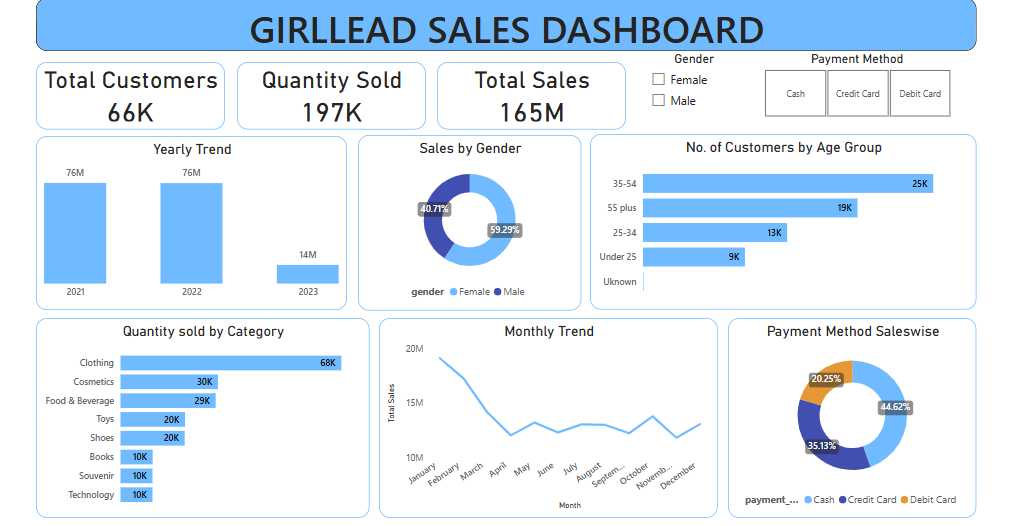 GIRLLEAD SALES DASHBOARD
Total Customers
66K
Quantity Sold
197K
Total Sales
165M
Gender
Female
Male
Payment Method
Cash
Credit Card
Debit Card
Yearly Trend
76M
76M
14M
2021
2022
2023
Sales by Gender
40.71%
59.29%
gender Female Male
No. of Customers by Age Group
35-54 25K
55 plus 19K
25-34 13K
Under 25 9K
Uknown
Quantity sold by Category
Clothing 68K
Cosmetics 30K
Food & Beverage 29K
Toys 20K
Shoes 20K
Books 10K
Souvenir 10K
Technology 10K
Monthly Trend
20M
15M
10M
Total Sales
January
February
March
April
May
June
July
August
Septem...
October
Novemb...
December
Month
Payment Method Saleswise
20.25%
44.62%
35.13%
payment_... Cash Credit Card Debit Card